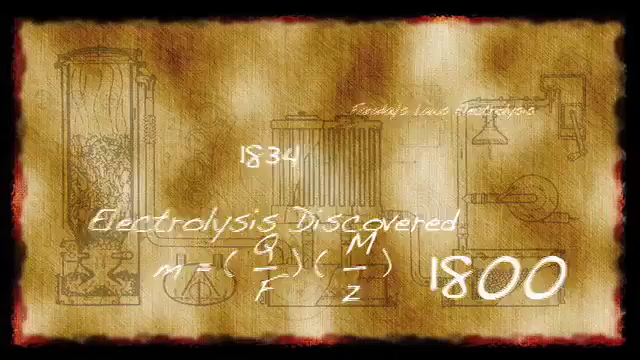 Faraday's Laws Electrolysis
1834
Electrolysis Discovered
m = ( Q / F ) ( M / z )
1800